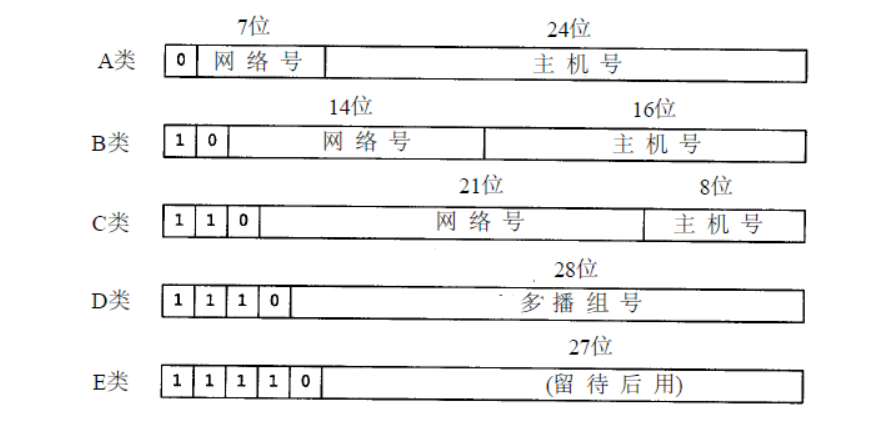 7位 24位
A类 0 网络号 主机号
14位 16位
B类 1 0 网络号 主机号
21位 8位
C类 1 1 0 网络号 主机号
28位
D类 1 1 1 0 多播组号
27位
E类 1 1 1 1 0 (留待后用)